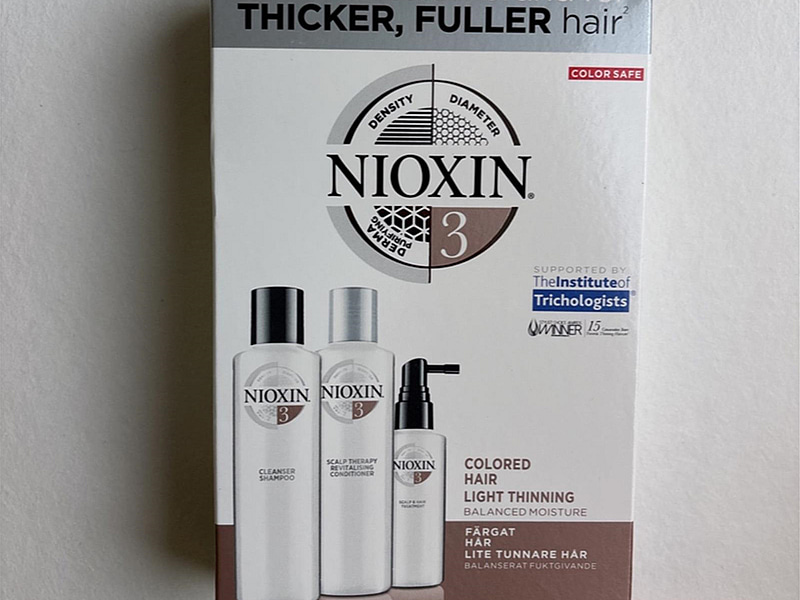 THICKER, FULLER hair²
COLOR SAFE
DENSITY
DIAMETER
NIOXIN®
DERMA
PURIFYING
3
SUPPORTED BY
The Institute of
Trichologists®
WINNER
15
NIOXIN
3
CLEANSER
SHAMPOO
NIOXIN
3
SCALP THERAPY
REVITALISING
CONDITIONER
NIOXIN
3
SCALP & HAIR
TREATMENT
COLORED
HAIR
LIGHT THINNING
BALANCED MOISTURE
FÄRGAT
HÅR
LITE TUNNARE HÅR
BALANSERAT FUKTGIVANDE